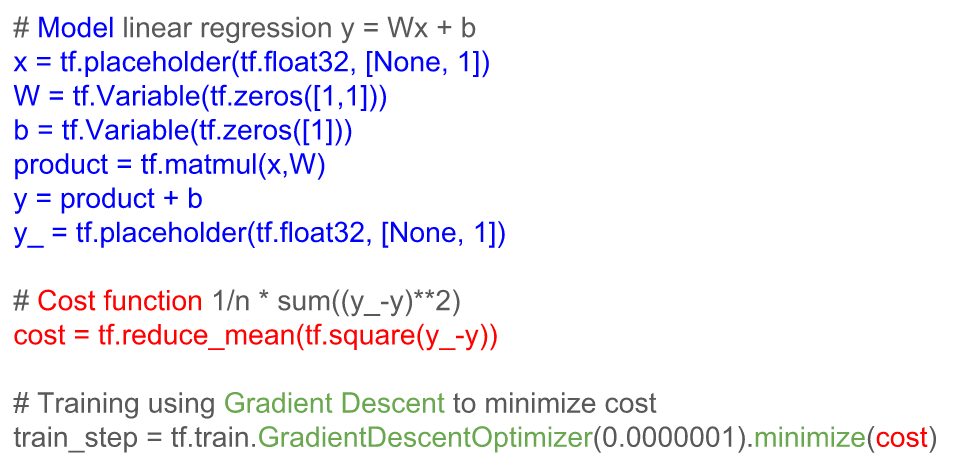 # Model linear regression y = Wx + b
x = tf.placeholder(tf.float32, [None, 1])
W = tf.Variable(tf.zeros([1,1]))
b = tf.Variable(tf.zeros([1]))
product = tf.matmul(x,W)
y = product + b
y_ = tf.placeholder(tf.float32, [None, 1])
# Cost function 1/n * sum((y_-y)**2)
cost = tf.reduce_mean(tf.square(y_-y))
# Training using Gradient Descent to minimize cost
train_step = tf.train.GradientDescentOptimizer(0.0000001).minimize(cost)